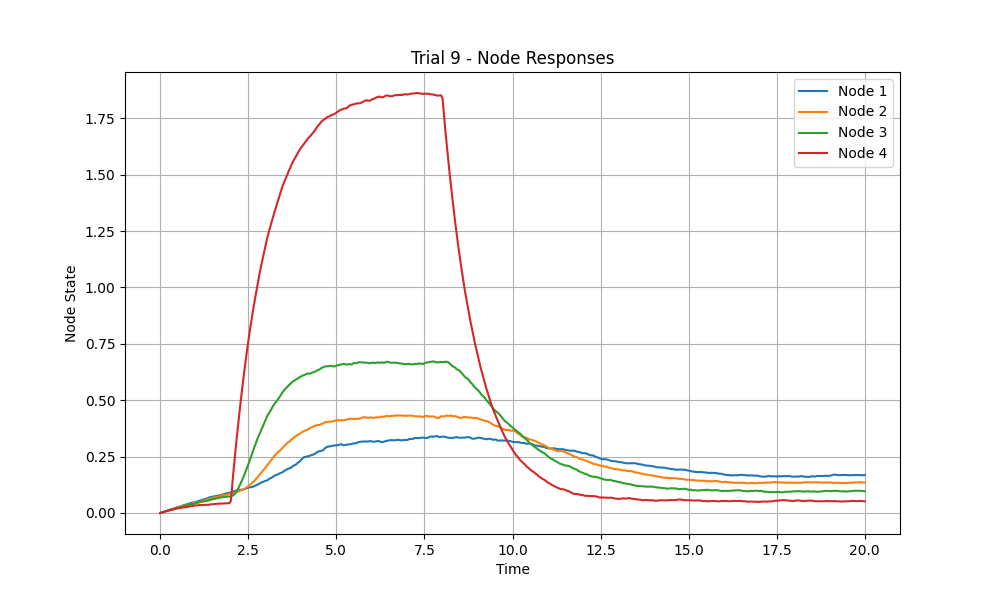 Trial 9 - Node Responses
Node 1
Node 2
Node 3
Node 4
Node State
1.75
1.50
1.25
1.00
0.75
0.50
0.25
0.00
0.0 2.5 5.0 7.5 10.0 12.5 15.0 17.5 20.0
Time